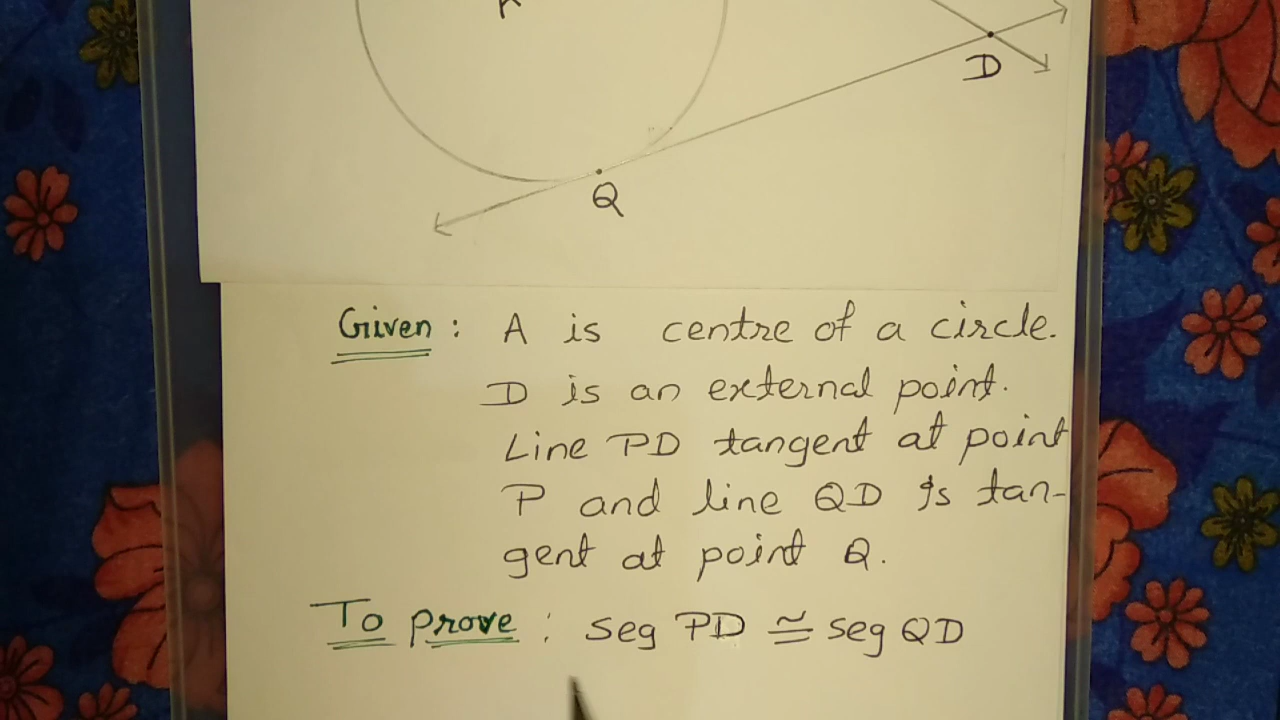 D
Q
Given : A is centre of a circle.
D is an external point.
Line PD tangent at point
P and line QD is tan-
gent at point Q.
To prove : seg PD ≅ seg QD